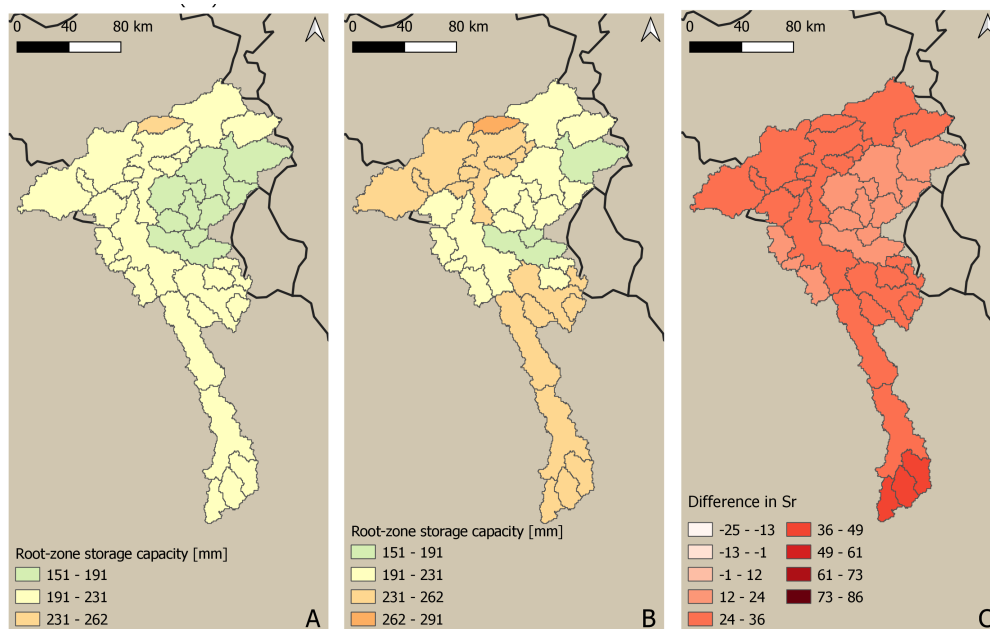 0 40 80 km
0 40 80 km
0 40 80 km
Root-zone storage capacity [mm]
151 - 191
191 - 231
231 - 262
A
Root-zone storage capacity [mm]
151 - 191
191 - 231
231 - 262
262 - 291
B
Difference in Sr
-25 - -13
-13 - -1
-1 - 12
12 - 24
24 - 36
36 - 49
49 - 61
61 - 73
73 - 86